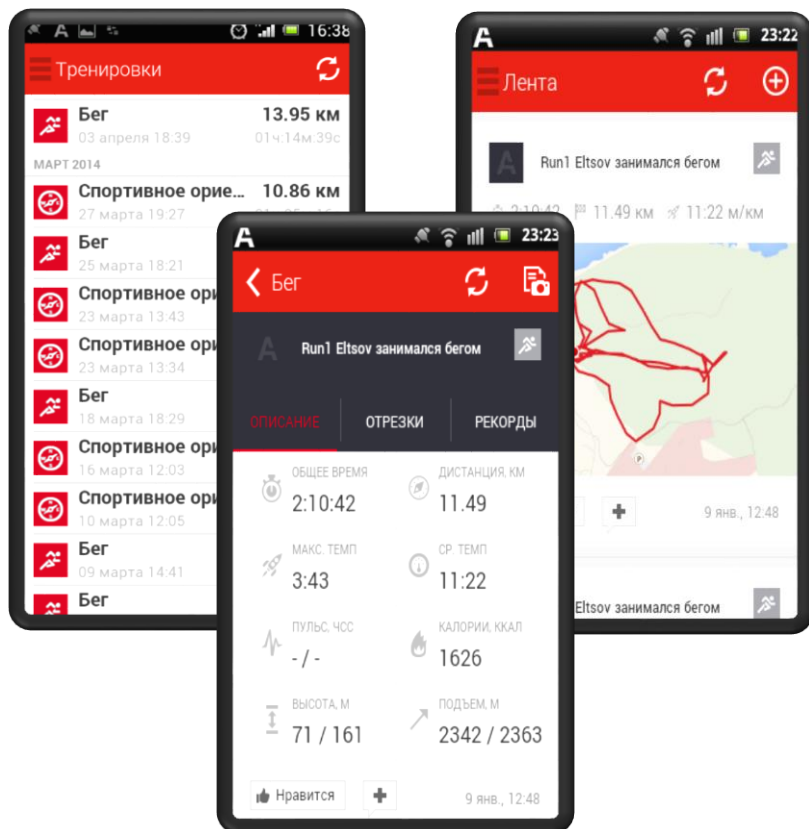 16:38
Тренировки
Бег 13.95 км
03 апреля 18:39 01ч:14м:39с
МАРТ 2014
Спортивное орие... 10.86 км
27 марта 19:27
Бег
25 марта 18:21
Спортивное ори
23 марта 13:43
Спортивное ори
23 марта 13:34
Бег
18 марта 18:29
Спортивное ори
16 марта 12:03
Спортивное ори
10 марта 12:05
Бег
09 марта 14:41
Бег
A 23:23
Бег
A Run1 Eltsov занимался бегом
ОПИСАНИЕ ОТРЕЗКИ РЕКОРДЫ
ОБЩЕЕ ВРЕМЯ ДИСТАНЦИЯ, КМ
2:10:42 11.49
МАКС. ТЕМП СР. ТЕМП
3:43 11:22
ПУЛЬС, ЧСС КАЛОРИИ, ККАЛ
- / - 1626
ВЫСОТА, М ПОДЪЕМ, М
71 / 161 2342 / 2363
Нравится
9 янв., 12:48
A 23:22
Лента
A Run1 Eltsov занимался бегом
2:10:42 11.49 км 11:22 м/км
P
9 янв., 12:48
Eltsov занимался бегом